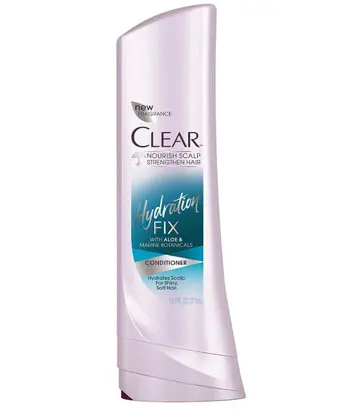 new
FRAGRANCE
CLEAR
NOURISH SCALP
STRENGTHEN HAIR
Hydration
FIX
WITH ALOE &
MARINE BOTANICALS
CONDITIONER
Hydrates Scalp.
For Shiny,
Soft Hair.